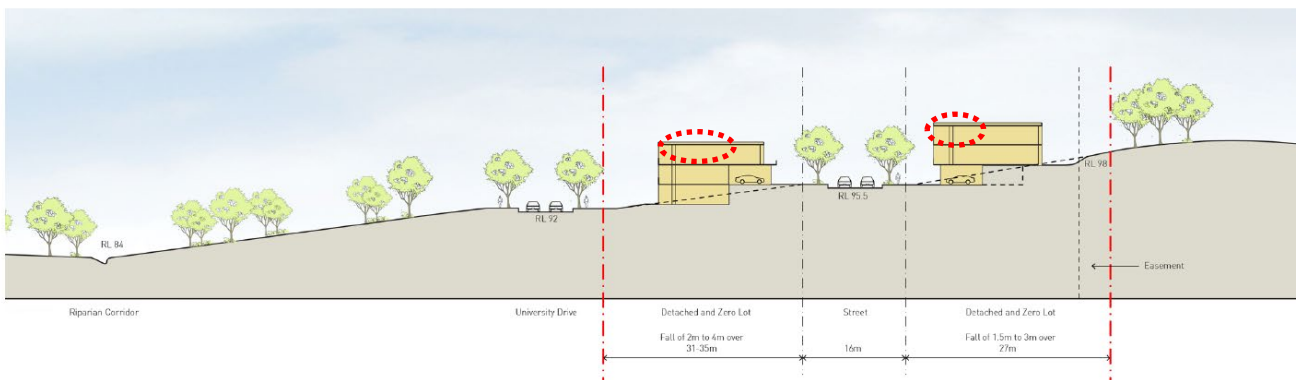 RL 84
RL 92
RL 95.5
RL 98
Easement
Riparian Corridor
University Drive
Detached and Zero Lot
Street
Detached and Zero Lot
Fall of 2m to 4m over
31-35m
16m
Fall of 1.5m to 3m over
27m